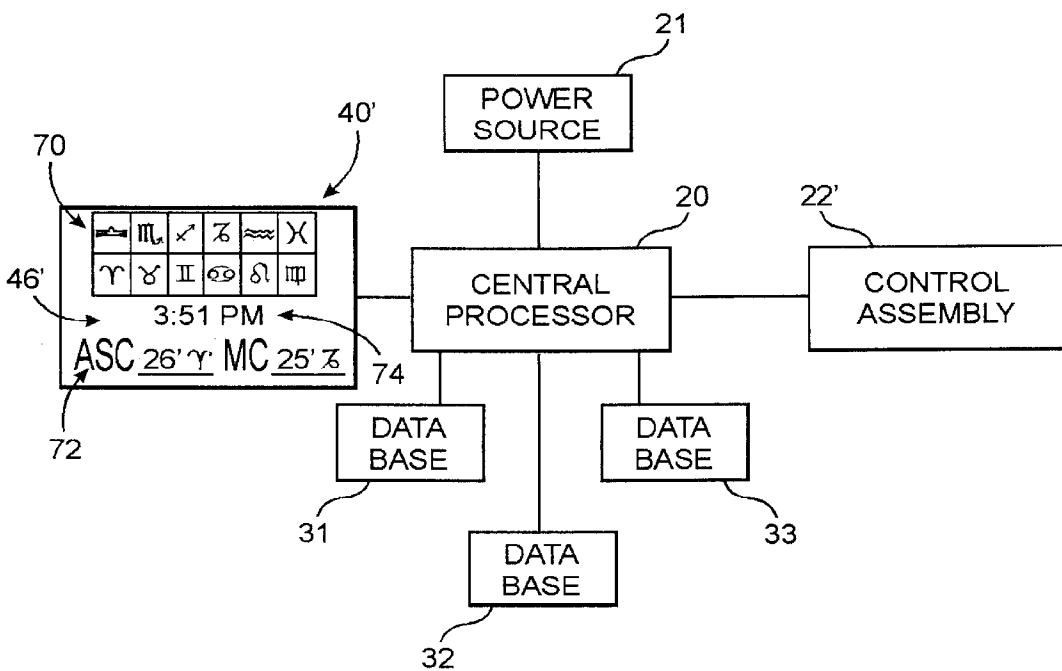 21
POWER
SOURCE
40'
70
20
22'
♎ ♏ ♐ ♑ ♒ ♓
♈ ♉ ♊ ♋ ♌ ♍
46'
CENTRAL
PROCESSOR
CONTROL
ASSEMBLY
3:51 PM
ASC 26' ♈ MC 25' ♑
74
72
DATA
BASE
DATA
BASE
31
33
DATA
BASE
32